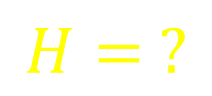 H = ?